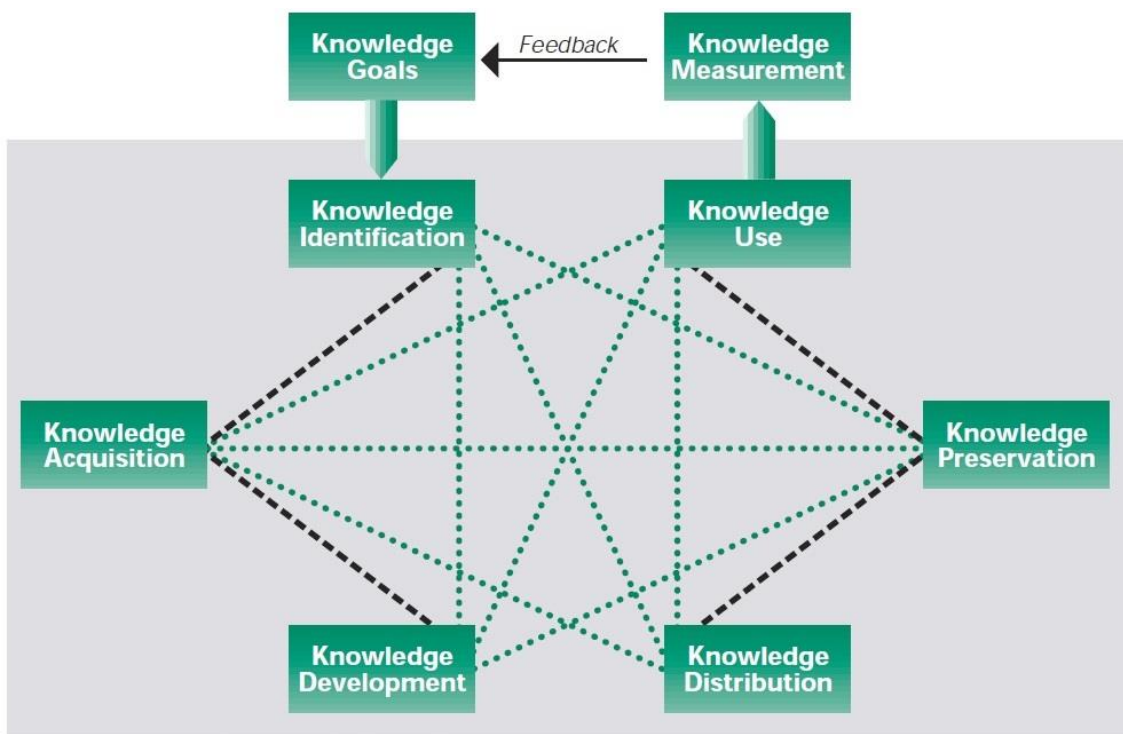 Knowledge
Goals
Feedback
Knowledge
Measurement
Knowledge
Identification
Knowledge
Use
Knowledge
Acquisition
Knowledge
Preservation
Knowledge
Development
Knowledge
Distribution